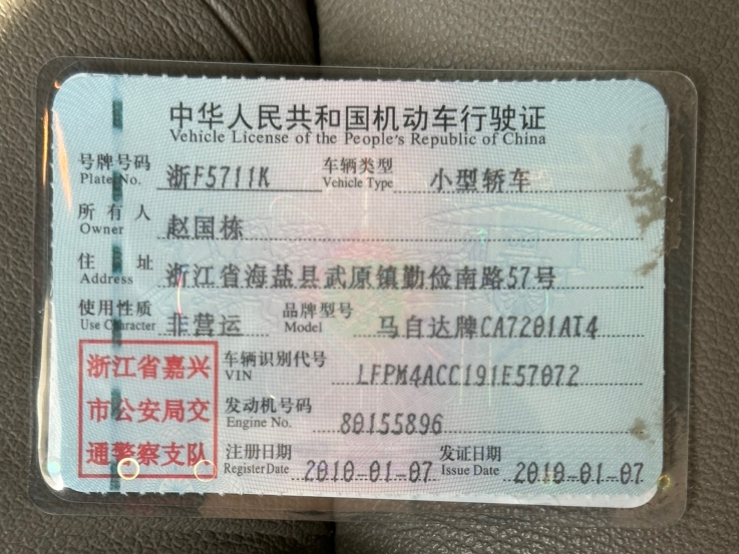 中华人民共和国机动车行驶证
Vehicle License of the People's Republic of China
号牌号码 浙F5711K 车辆类型 小型轿车
Plate No. Vehicle Type
所有人 赵国栋
Owner
住址 浙江省海盐县武原镇勤俭南路57号
Address
使用性质 非营运 品牌型号 马自达牌CA7201AT4
Use Character Model
浙江省嘉兴
市公安局交
通警察支队
车辆识别代号 LFPM4ACC191E57072
VIN
发动机号码 80155896
Engine No.
注册日期 2010-01-07 发证日期 2010-01-07
Register Date Issue Date